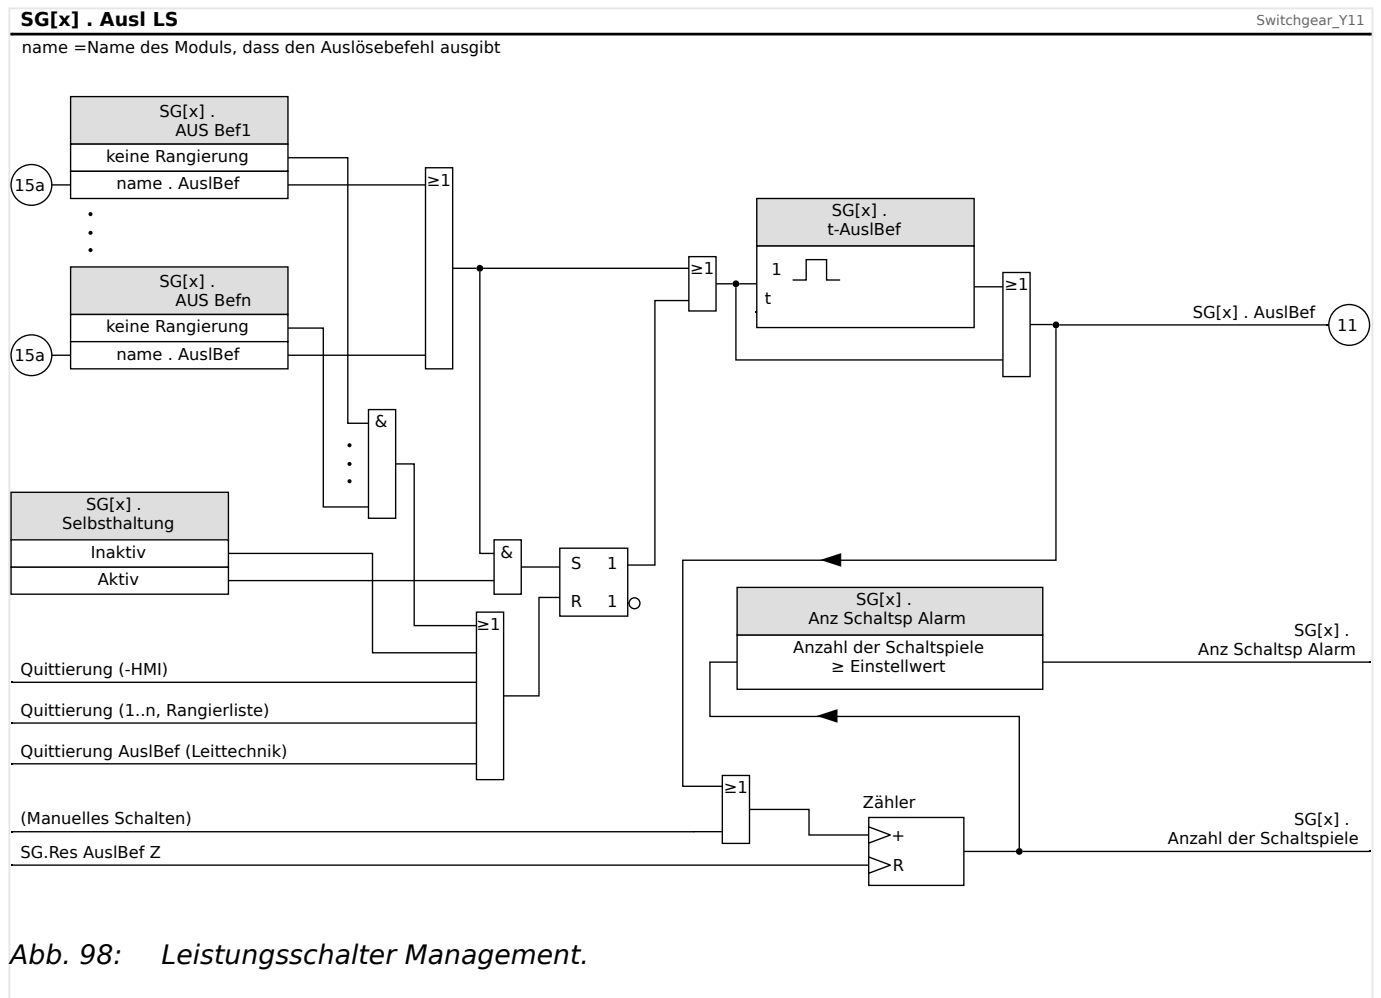 SG[x] . Ausl LS
Switchgear_Y11
name =Name des Moduls, dass den Auslösebefehl ausgibt
SG[x] .
AUS Bef1
keine Rangierung
15a
name . AuslBef
SG[x] .
AUS Befn
keine Rangierung
15a
name . AuslBef
≥1
≥1
SG[x] .
t-AuslBef
1
t
≥1
SG[x] . AuslBef
11
&
SG[x] .
Selbsthaltung
Inaktiv
Aktiv
&
S 1
R 1
≥1
Quittierung (-HMI)
Quittierung (1..n, Rangierliste)
Quittierung AuslBef (Leittechnik)
SG[x] .
Anz Schaltsp Alarm
Anzahl der Schaltspiele
≥ Einstellwert
SG[x] .
Anz Schaltsp Alarm
≥1
(Manuelles Schalten)
SG.Res AuslBef Z
Zähler
+
R
SG[x] .
Anzahl der Schaltspiele
Abb. 98: Leistungsschalter Management.